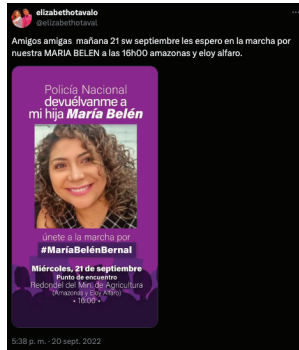 elizabethotavalo
@elizabethotaval
Amigos amigas mañana 21 sw septiembre les espero en la marcha por
nuestra MARIA BELEN a las 16h00 amazonas y eloy alfaro.
Policía Nacional
devuélvanme a
mi hija María Belén
únete a la marcha por
#MaríaBelénBernal
Miércoles, 21 de septiembre
Punto de encuentro
Redondel del Min. de Agricultura
(Amazonas y Eloy Alfaro)
• 16:00 •
5:38 p. m. · 20 sept. 2022